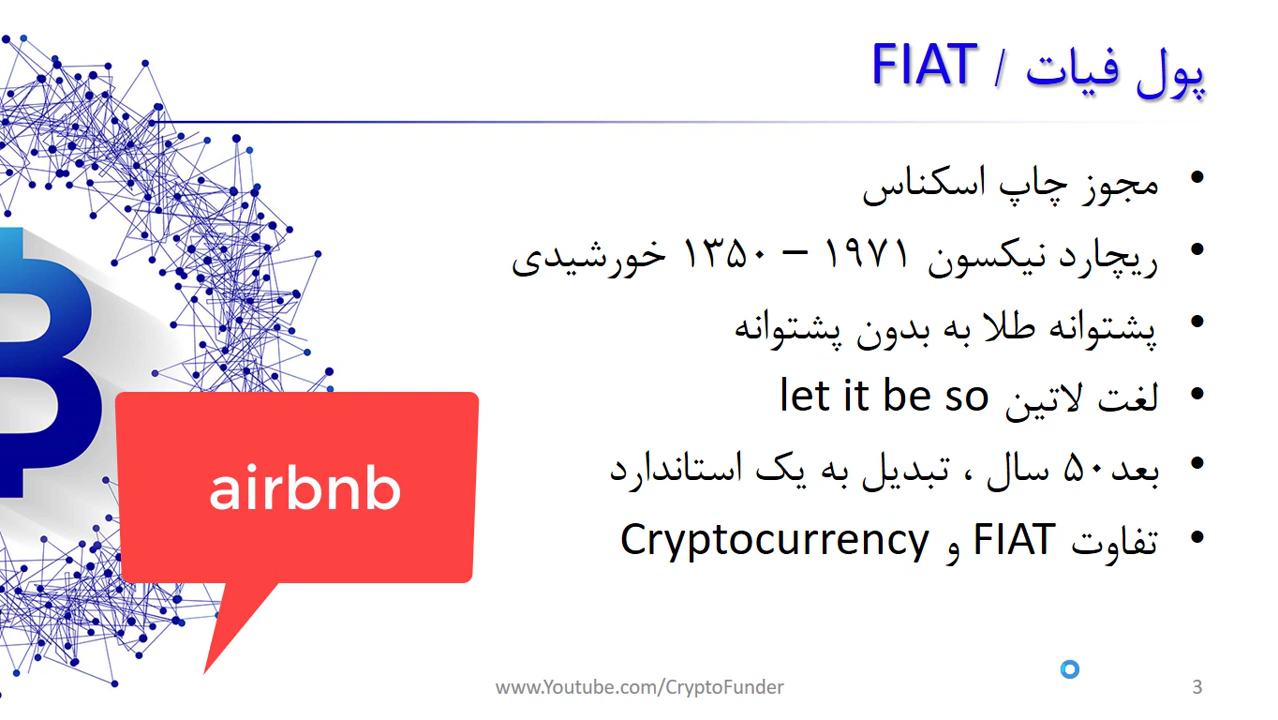 پول فیات / FIAT
• مجوز چاپ اسکناس
• ریچارد نیکسون ۱۹۷۱ – ۱۳۵۰ خورشیدی
• پشتوانه طلا به بدون پشتوانه
• لغت لاتین let it be so
• بعد۵۰ سال ، تبدیل به یک استاندارد
• تفاوت FIAT و Cryptocurrency
airbnb
www.Youtube.com/CryptoFunder
3